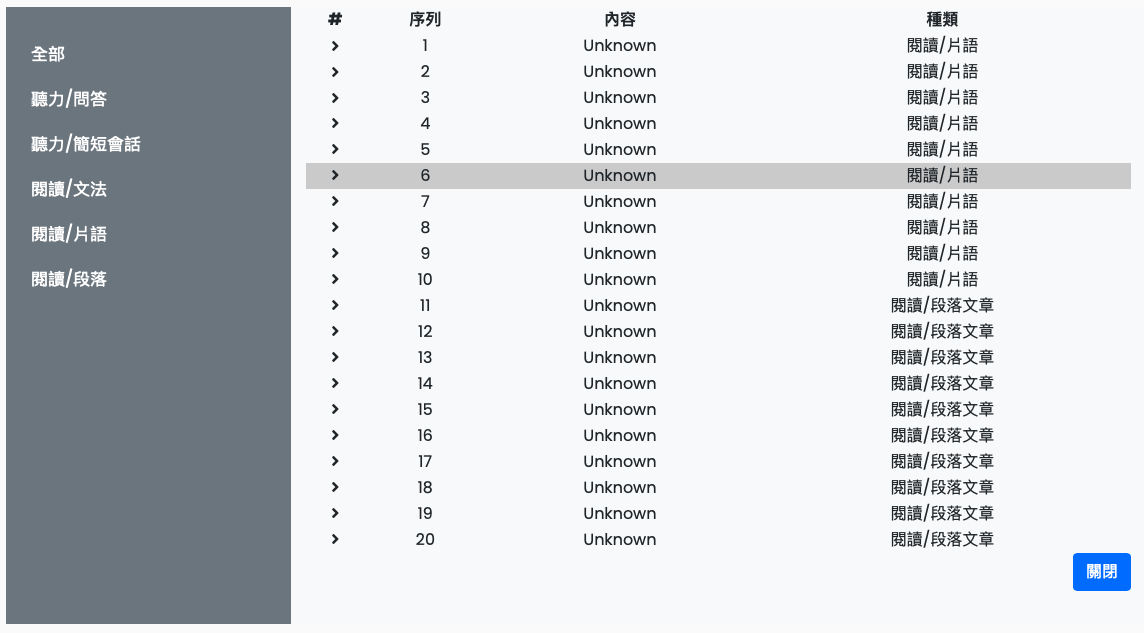 全部
聽力/問答
聽力/簡短會話
閱讀/文法
閱讀/片語
閱讀/段落
# 序列 內容 種類
1 Unknown 閱讀/片語
2 Unknown 閱讀/片語
3 Unknown 閱讀/片語
4 Unknown 閱讀/片語
5 Unknown 閱讀/片語
6 Unknown 閱讀/片語
7 Unknown 閱讀/片語
8 Unknown 閱讀/片語
9 Unknown 閱讀/片語
10 Unknown 閱讀/片語
11 Unknown 閱讀/段落文章
12 Unknown 閱讀/段落文章
13 Unknown 閱讀/段落文章
14 Unknown 閱讀/段落文章
15 Unknown 閱讀/段落文章
16 Unknown 閱讀/段落文章
17 Unknown 閱讀/段落文章
18 Unknown 閱讀/段落文章
19 Unknown 閱讀/段落文章
20 Unknown 閱讀/段落文章
關閉